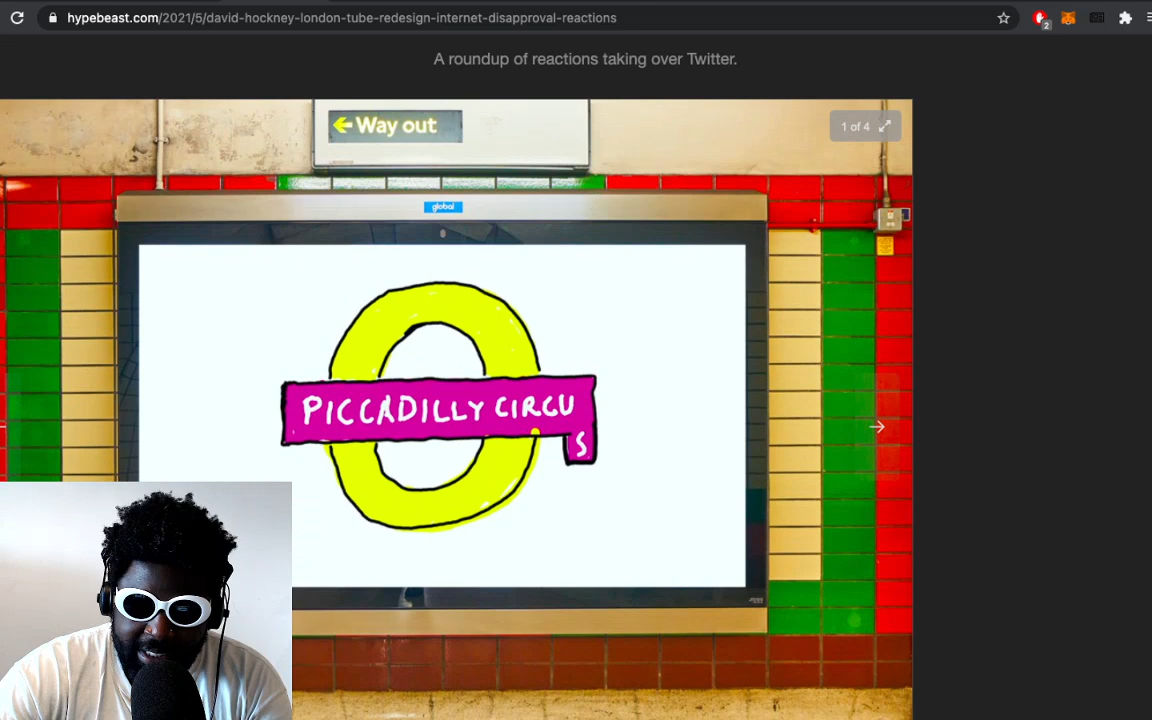 hypebeast.com/2021/5/david-hockney-london-tube-redesign-internet-disapproval-reactions
2
A roundup of reactions taking over Twitter.
Way out
1 of 4
global
PICCADILLY CIRCU
S